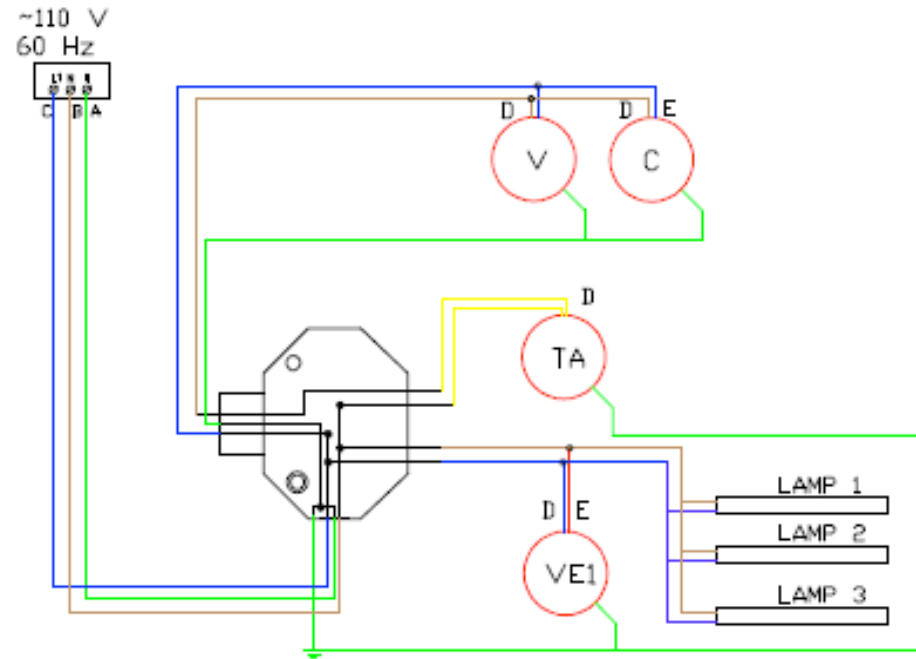 ~110 V
60 Hz
C B A
D D E
V C
D
TA
LAMP 1
D E
LAMP 2
VE1
LAMP 3